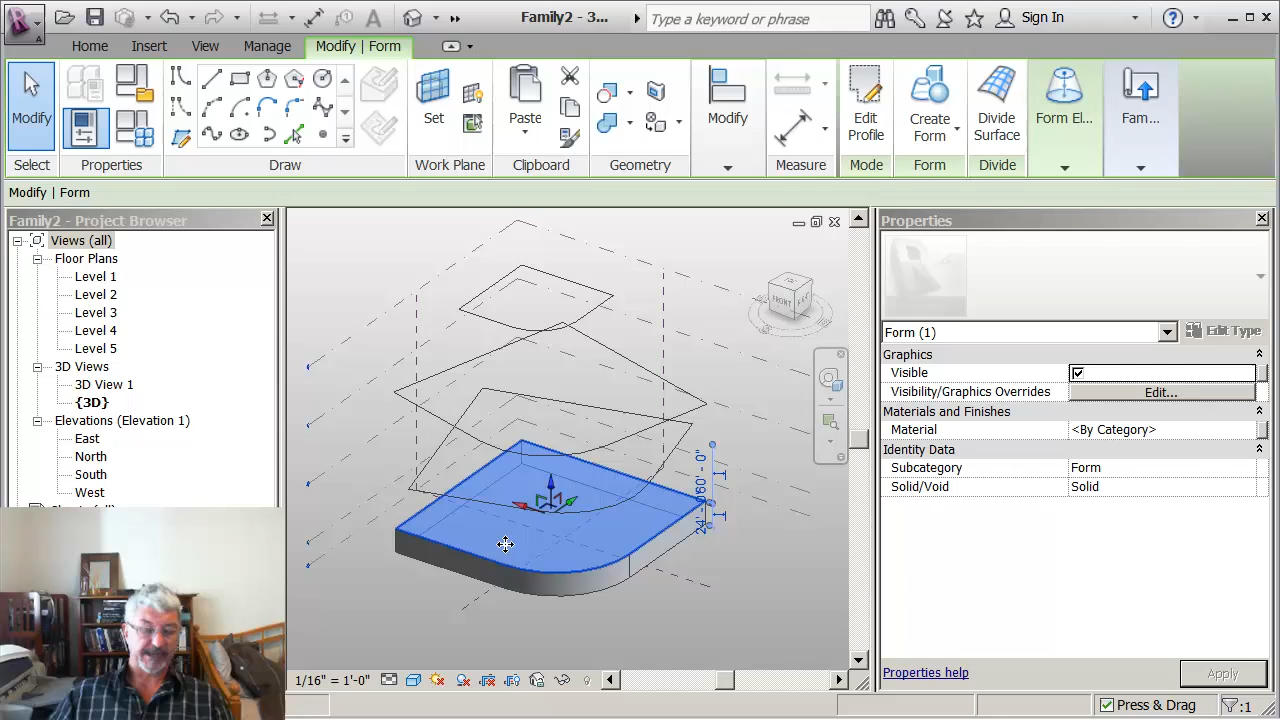 Family2 - 3...
Type a keyword or phrase
Sign In
Home
Insert
View
Manage
Modify | Form
Modify
Set
Paste
Modify
Edit
Profile
Create
Form
Divide
Surface
Form El...
Fam...
Select
Properties
Draw
Work Plane
Clipboard
Geometry
Measure
Mode
Form
Divide
Modify | Form
Family2 - Project Browser
Views (all)
Floor Plans
Level 1
Level 2
Level 3
Level 4
Level 5
3D Views
3D View 1
{3D}
Elevations (Elevation 1)
East
North
South
West
FRONT
Properties
Form (1)
Edit Type
Graphics
Visible
Visibility/Graphics Overrides
Edit...
Materials and Finishes
Material
<By Category>
Identity Data
Subcategory
Form
Solid/Void
Solid
Properties help
Apply
1/16" = 1'-0"
Press & Drag
:1